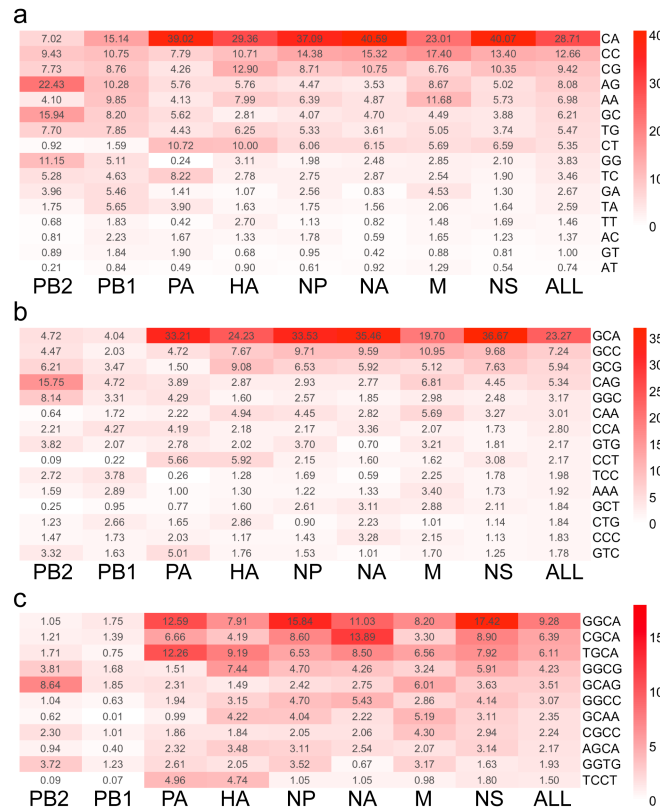 a
7.02 15.14 39.02 29.36 37.09 40.59 23.01 40.07 28.71 CA
9.43 10.75 7.79 10.71 14.38 15.32 17.40 13.40 12.66 CC
7.73 8.76 4.26 12.90 8.71 10.75 6.76 10.35 9.42 CG
22.43 10.28 5.76 5.76 4.47 3.53 8.67 5.02 8.08 AG
4.10 9.85 4.13 7.99 6.39 4.87 11.68 5.73 6.98 AA
15.94 8.20 5.62 2.81 4.07 4.70 4.49 3.88 6.21 GC
7.70 7.85 4.43 6.25 5.33 3.61 5.05 3.74 5.47 TG
0.92 1.59 10.72 10.00 6.06 6.15 5.69 6.59 5.35 CT
11.15 5.11 0.24 3.11 1.98 2.48 2.85 2.10 3.83 GG
5.28 4.63 8.22 2.78 2.75 2.87 2.54 1.90 3.46 TC
3.96 5.46 1.41 1.07 2.56 0.83 4.53 1.30 2.67 GA
1.75 5.65 3.90 1.63 1.75 1.56 2.06 1.64 2.59 TA
0.68 1.83 0.42 2.70 1.13 0.82 1.48 1.69 1.46 TT
0.81 2.23 1.67 1.33 1.78 0.59 1.65 1.23 1.37 AC
0.89 1.84 1.90 0.68 0.95 0.42 0.88 0.81 1.00 GT
0.21 0.84 0.49 0.90 0.61 0.92 1.29 0.54 0.74 AT
PB2 PB1 PA HA NP NA M NS ALL
40
30
20
10
0
b
4.72 4.04 33.21 24.23 33.53 35.46 19.70 36.67 23.27 GCA
4.47 2.03 4.72 7.67 9.71 9.59 10.95 9.68 7.24 GCC
6.21 3.47 1.50 9.08 6.53 5.92 5.12 7.63 5.94 GCG
15.75 4.72 3.89 2.87 2.93 2.77 6.81 4.45 5.34 CAG
8.14 3.31 4.29 1.60 2.57 1.85 2.98 2.48 3.17 GGC
0.64 1.72 2.22 4.94 4.45 2.82 5.69 3.27 3.01 CAA
2.21 4.27 4.19 2.18 2.17 3.36 2.07 1.73 2.80 CCA
3.82 2.07 2.78 2.02 3.70 0.70 3.21 1.81 2.17 GTG
0.09 0.22 5.66 5.92 2.15 1.60 1.62 3.08 2.17 CCT
2.72 3.78 0.26 1.28 1.69 0.59 2.25 1.78 1.98 TCC
1.59 2.89 1.00 1.30 1.22 1.33 3.40 1.73 1.92 AAA
0.25 0.95 0.77 1.60 2.61 3.11 2.88 2.11 1.84 GCT
1.23 2.66 1.65 2.86 0.90 2.23 1.01 1.14 1.84 CTG
1.47 1.73 2.03 1.17 1.43 3.28 2.15 1.13 1.83 CCC
3.32 1.63 5.01 1.76 1.53 1.01 1.70 1.25 1.78 GTC
PB2 PB1 PA HA NP NA M NS ALL
35
30
25
20
15
10
5
0
c
1.05 1.75 12.59 7.91 15.84 11.03 8.20 17.42 9.28 GGCA
1.21 1.39 6.66 4.19 8.60 13.89 3.30 8.90 6.39 CGCA
1.71 0.75 12.26 9.19 6.53 8.50 6.56 7.92 6.11 TGCA
3.81 1.68 1.51 7.44 4.70 4.26 3.24 5.91 4.23 GGCG
8.64 1.85 2.31 1.49 2.42 2.75 6.01 3.63 3.51 GCAG
1.04 0.63 1.94 3.15 4.70 5.43 2.86 4.14 3.07 GGCC
0.62 0.01 0.99 4.22 4.04 2.22 5.19 3.11 2.35 GCAA
2.30 1.01 1.86 1.84 2.05 2.06 4.30 2.94 2.24 CGCC
0.94 0.40 2.32 3.48 3.11 2.54 2.07 3.14 2.17 AGCA
3.72 1.23 2.61 2.05 3.52 0.67 3.17 1.63 1.93 GGTG
0.09 0.07 4.96 4.74 1.05 1.05 0.98 1.80 1.50 TCCT
PB2 PB1 PA HA NP NA M NS ALL
15
10
5
0